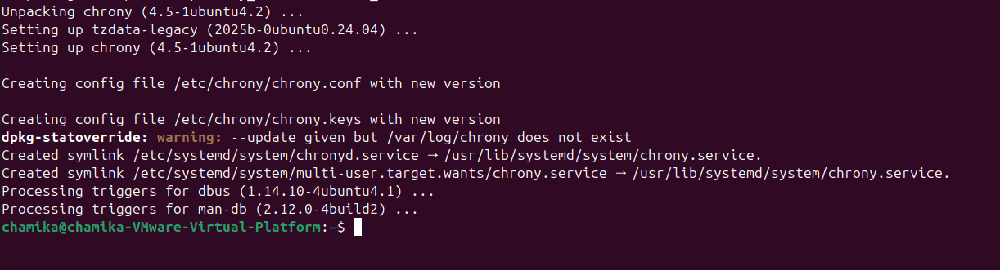 Unpacking chrony (4.5-1ubuntu4.2) ...
Setting up tzdata-legacy (2025b-0ubuntu0.24.04) ...
Setting up chrony (4.5-1ubuntu4.2) ...
Creating config file /etc/chrony/chrony.conf with new version
Creating config file /etc/chrony/chrony.keys with new version
dpkg-statoverride: warning: --update given but /var/log/chrony does not exist
Created symlink /etc/systemd/system/chronyd.service → /usr/lib/systemd/system/chrony.service.
Created symlink /etc/systemd/system/multi-user.target.wants/chrony.service → /usr/lib/systemd/system/chrony.service.
Processing triggers for dbus (1.14.10-4ubuntu4.1) ...
Processing triggers for man-db (2.12.0-4build2) ...
chamika@chamika-VMware-Virtual-Platform:~$